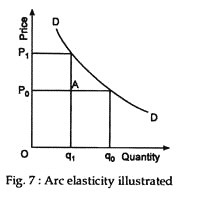 Price
D
P1
P0
A
D
O
q1
q0
Quantity
Fig. 7 : Arc elasticity illustrated